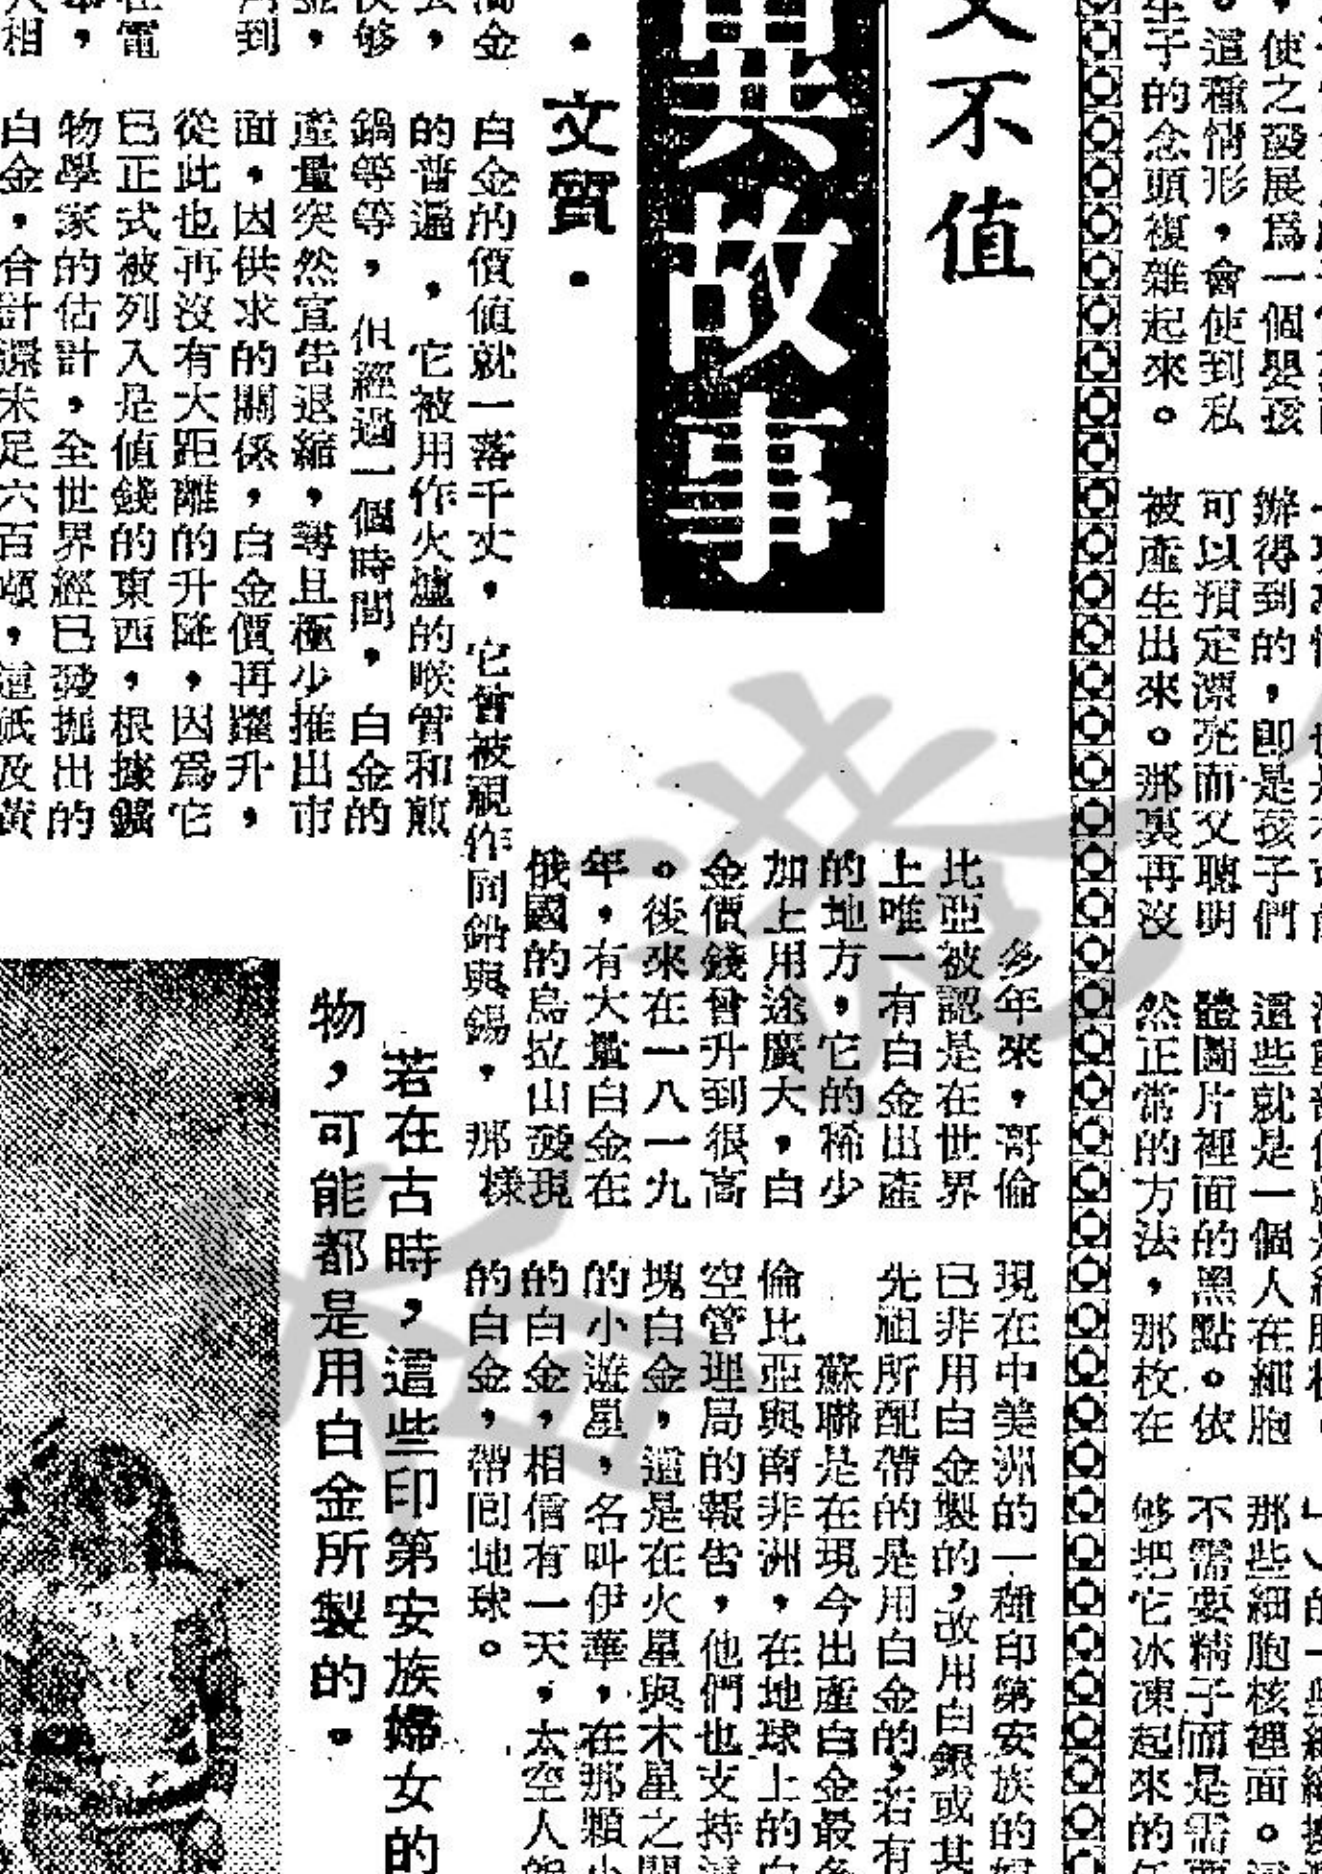 ，使之發展爲一個嬰孩
。這種情形，會使到私
生子的念頭複雜起來。
辦得到的，即是孩子們
可以預定漂亮而又聰明
被產生出來。那裏再沒
這些就是一個人在細胞
體圖片裡面的黑點。依
然正常的方法，那枚在
那些細胞核裡面。
不需要精子而是需
够把它冰凍起來的
文不值
異故事
・文質・
多年來，哥倫
比亞被認是在世界
上唯一有白金出產
的地方，它的稀少
加上用途廣大，白
金價錢曾升到很高
。後來在一八一九
年，有大量白金在
俄國的烏拉山發現
白金的價值就一落千丈，它曾被視作同鉛與錫，那樣
的普遍，它被用作火爐的喉管和煎
鍋等等，但經過一個時間，白金的
產量突然宣告退縮，專且極少推出市
面，因供求的關係，白金價再躍升，
從此也再沒有大距離的升降，因爲它
已正式被列入是值錢的東西，根據鑛
物學家的估計，全世界經已發掘出的
白金，合計還未足六百噸，這祇及黃
現在中美洲的一種印第安族的
已非用白金製的，改用白銀或其
先祖所配帶的是用白金的，若有
蘇聯是在現今出產白金最多
倫比亞與南非洲，在地球上的白
空管理局的報告，他們也支持
塊白金，這是在火星與木星之間
的小遊星，名叫伊華，在那顆小
的白金，相信有一天，太空人
的白金，帶回地球。
若在古時，這些印第安族婦女的
物，可能都是用白金所製的。